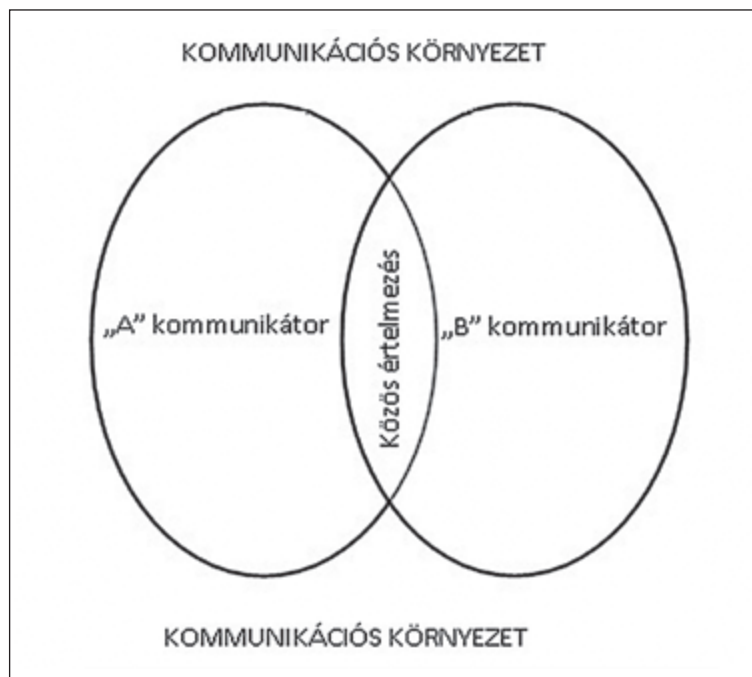 KOMMUNIKÁCIÓS KÖRNYEZET
„A” kommunikátor
Közös értelmezés
„B” kommunikátor
KOMMUNIKÁCIÓS KÖRNYEZET